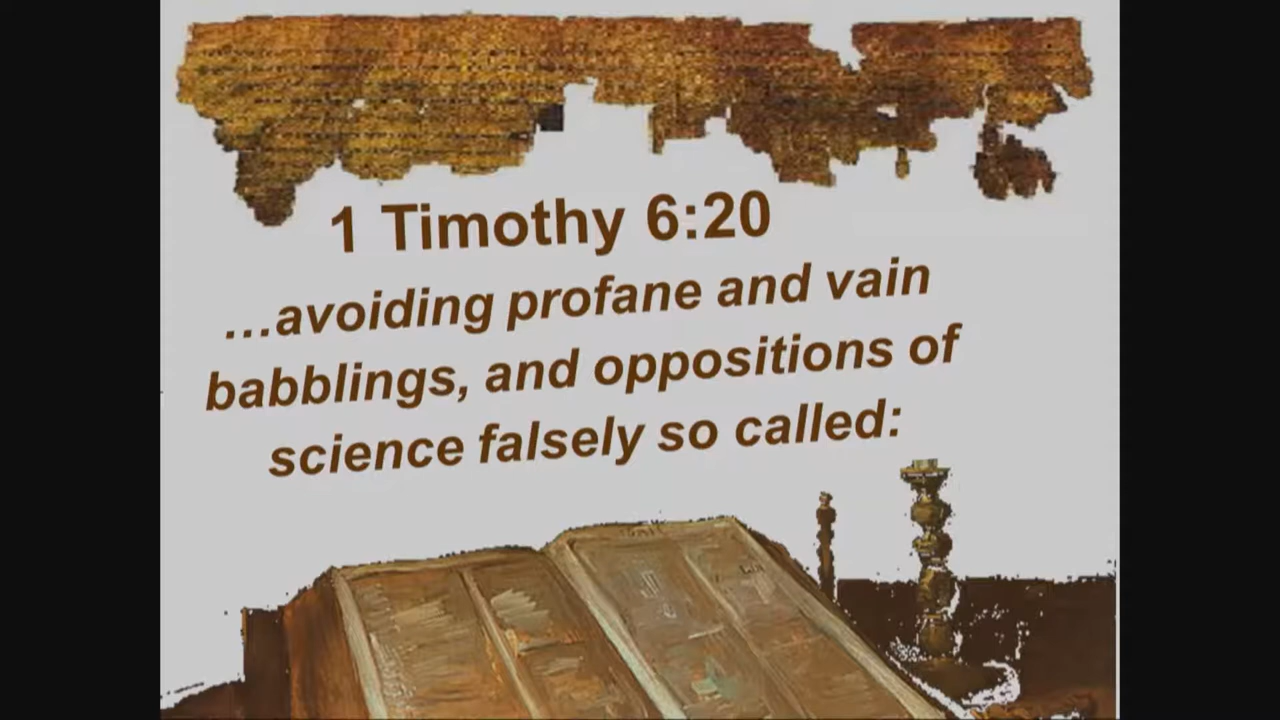 1 Timothy 6:20
...avoiding profane and vain
babblings, and oppositions of
science falsely so called: